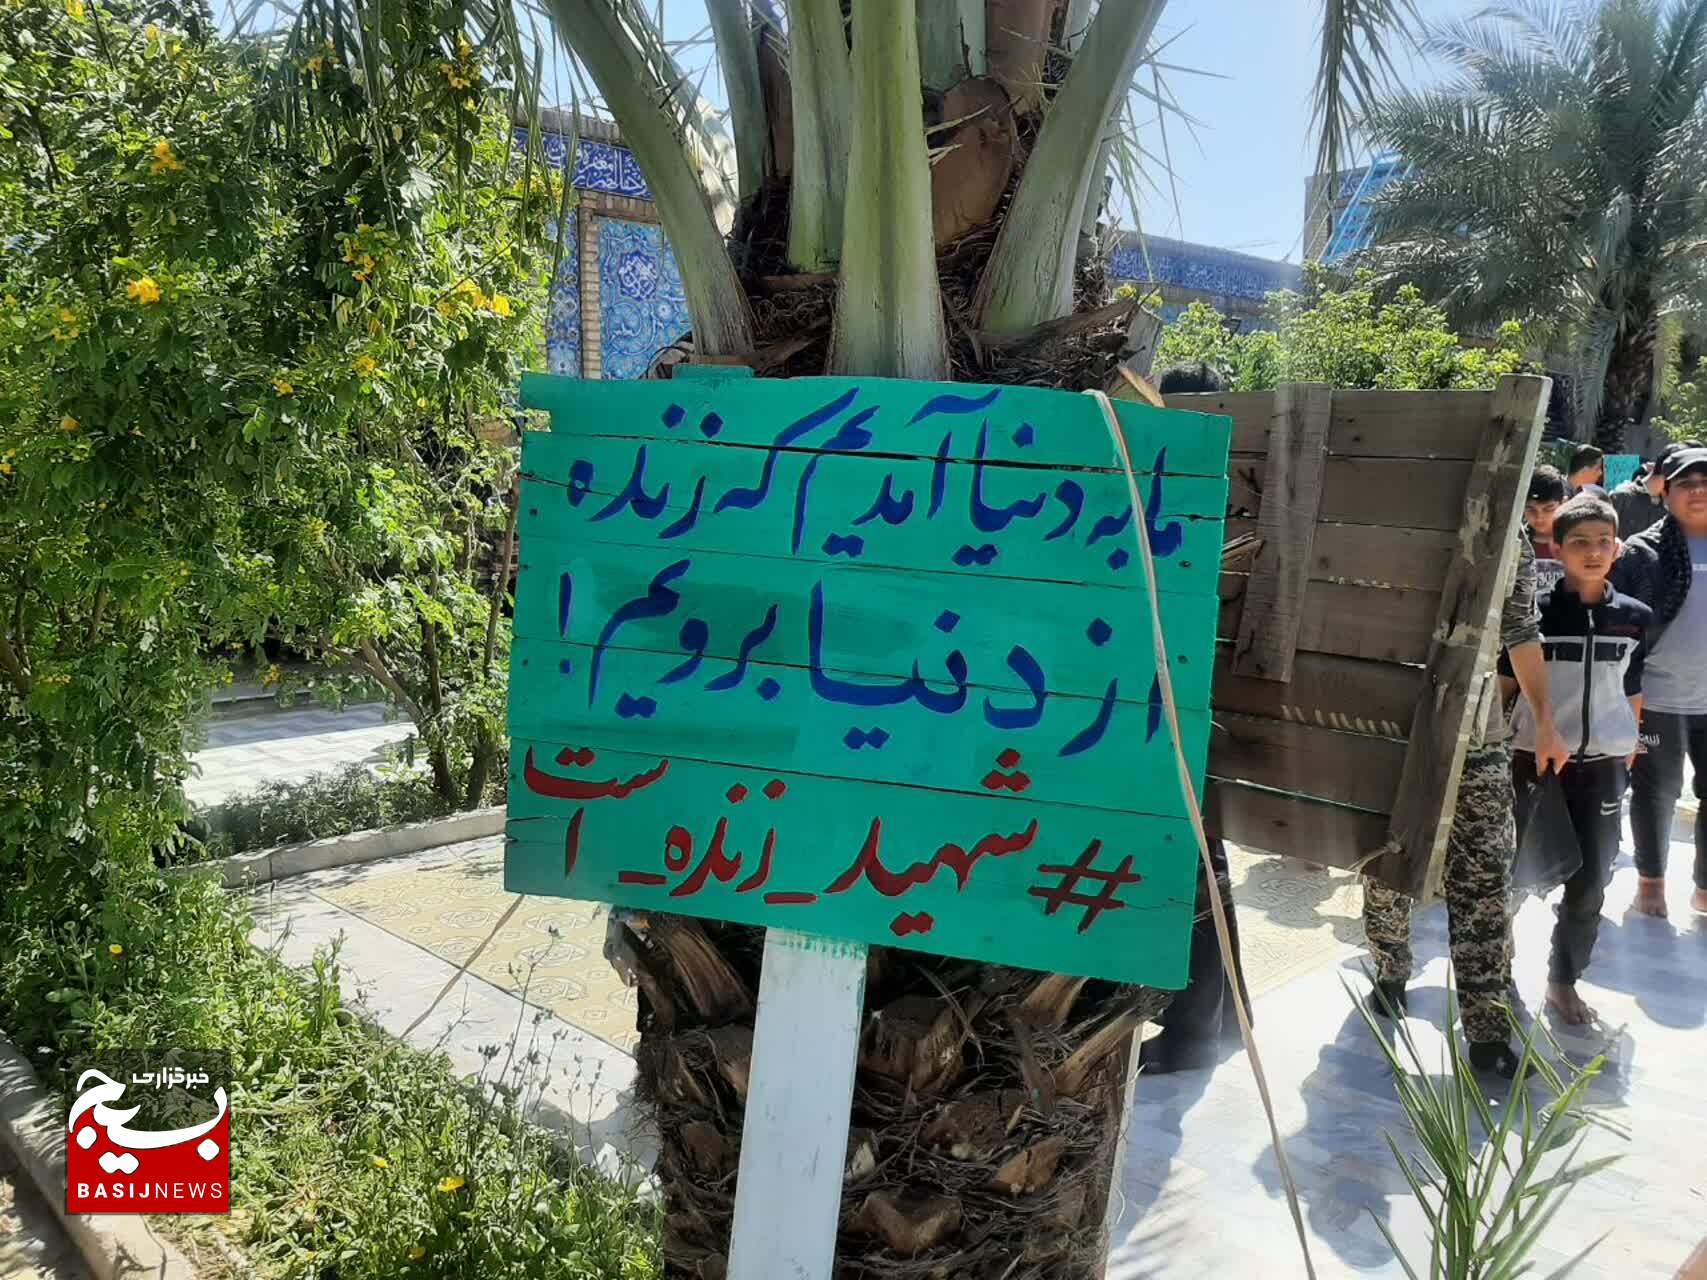 ما به دنیا آمدیم که زنده
از دنیا برویم!
#شهید_زنده_است
خبرگزاری
بسیج
BASIJNEWS